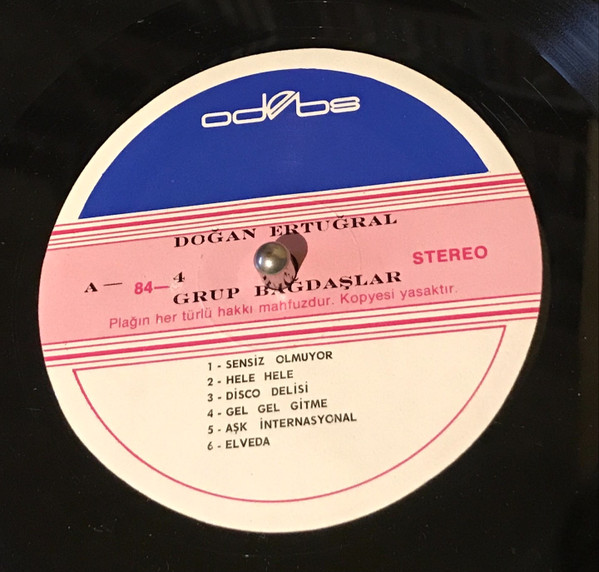 odebs
DOĞAN ERTUĞRAL
A — 84 — 4
STEREO
GRUP BAĞDAŞLAR
Plağın her türlü hakkı mahfuzdur. Kopyesi yasaktır.
1 - SENSİZ OLMUYOR
2 - HELE HELE
3 - DİSCO DELİSİ
4 - GEL GEL GİTME
5 - AŞK İNTERNASYONAL
6 - ELVEDA